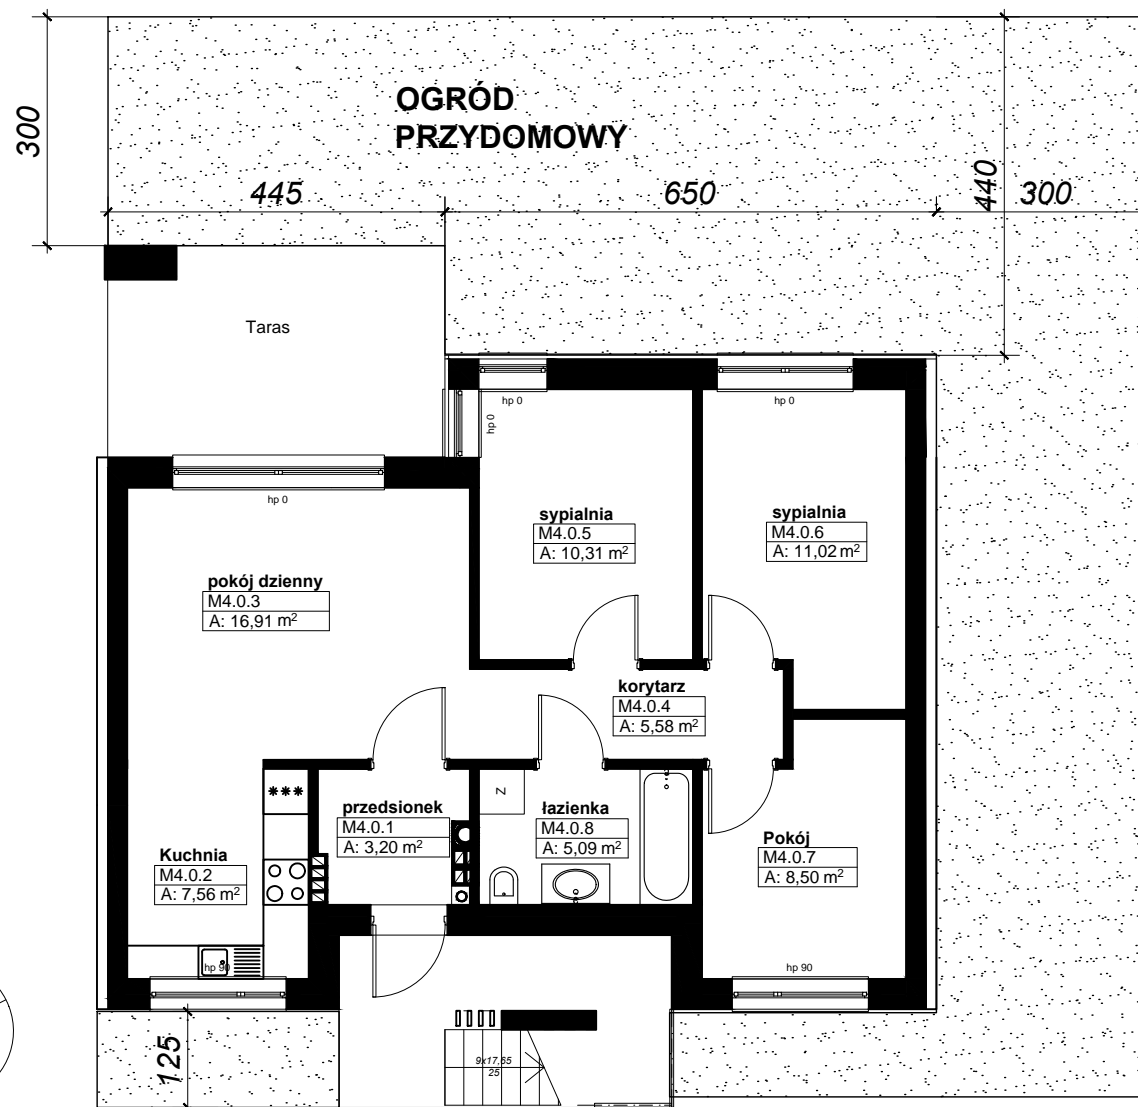 OGRÓD
PRZYDOMOWY
300
445
650
440
300
Taras
hp 0
hp 0
hp 0
hp 0
sypialnia
M4.0.5
A: 10,31 m²
sypialnia
M4.0.6
A: 11,02 m²
pokój dzienny
M4.0.3
A: 16,91 m²
korytarz
M4.0.4
A: 5,58 m²
przedsionek
M4.0.1
A: 3,20 m²
Z
łazienka
M4.0.8
A: 5,09 m²
Pokój
M4.0.7
A: 8,50 m²
Kuchnia
M4.0.2
A: 7,56 m²
hp 90
hp 90
125
9x17,65
25